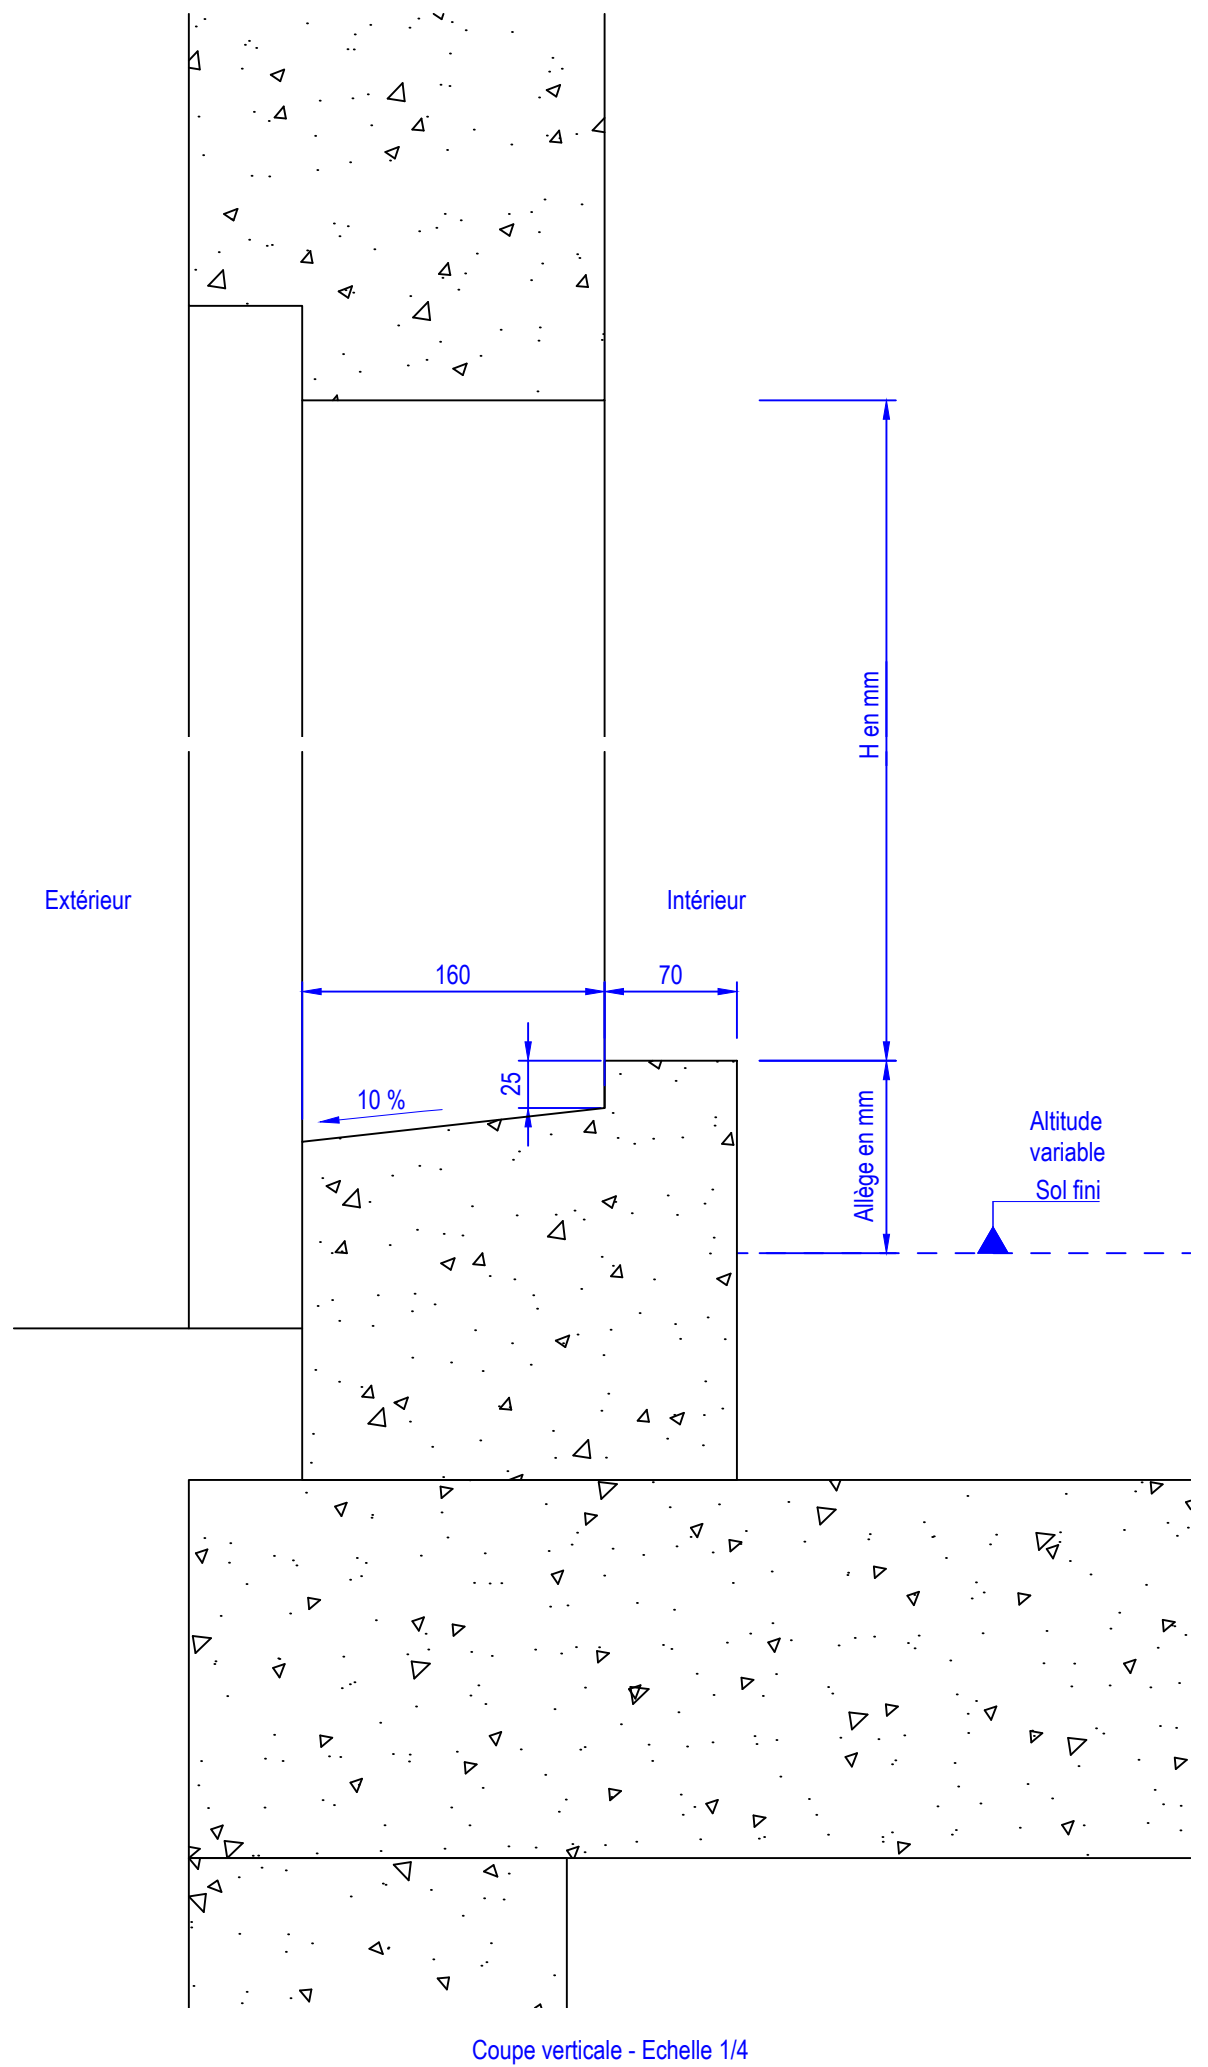 H en mm
Extérieur
Intérieur
160
70
25
10 %
Allège en mm
Altitude
variable
Sol fini
Coupe verticale - Echelle 1/4